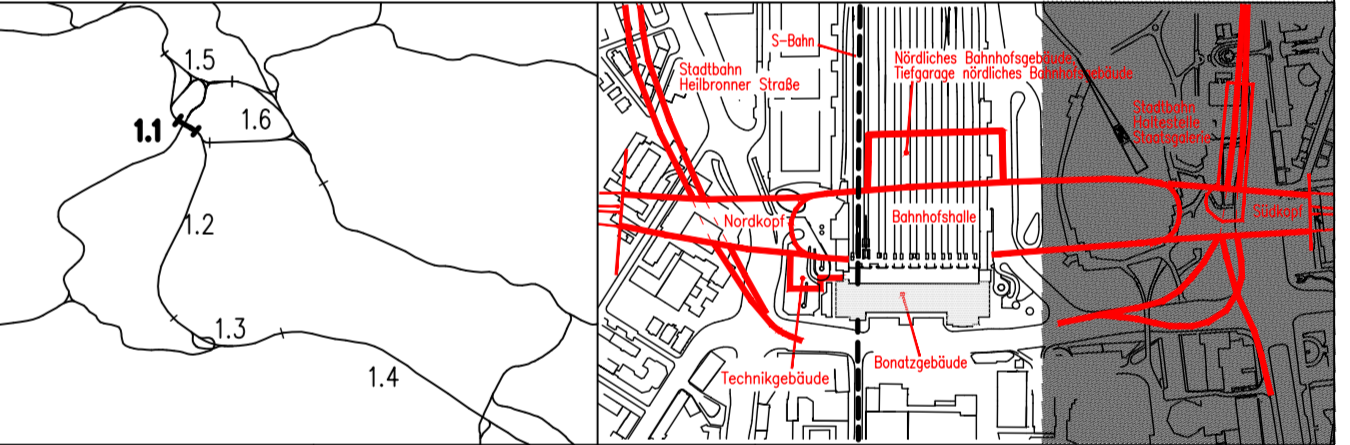 1.5
1.6
1.1
1.2
1.3
1.4
S-Bahn
Nördliches Bahnhofsgebäude,
Tiefgarage nördliches Bahnhofsgebäude
Stadtbahn
Heilbronner Straße
Stadtbahn
Haltestelle
Staatsgalerie
Nordkopf
Bahnhofshalle
Südkopf
Technikgebäude
Bonatzgebäude